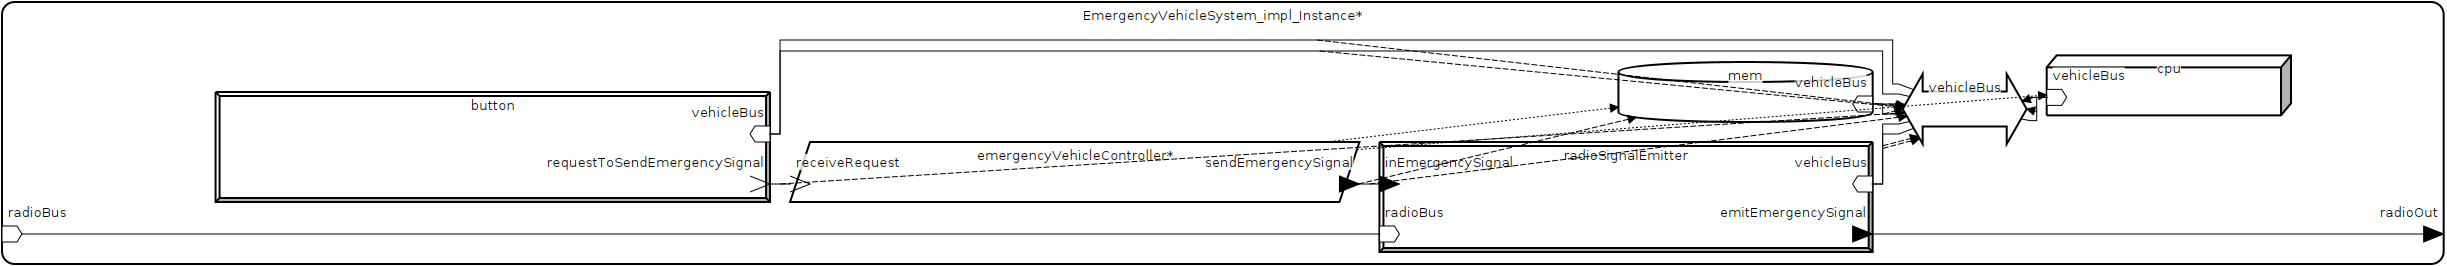 EmergencyVehicleSystem_impl_Instance*
button
vehicleBus
requestToSendEmergencySignal
receiveRequest
emergencyVehicleController*
sendEmergencySignal
mem
vehicleBus
vehicleBus
vehicleBus
cpu
inEmergencySignal
radioSignalEmitter
vehicleBus
radioBus
radioBus
emitEmergencySignal
radioOut